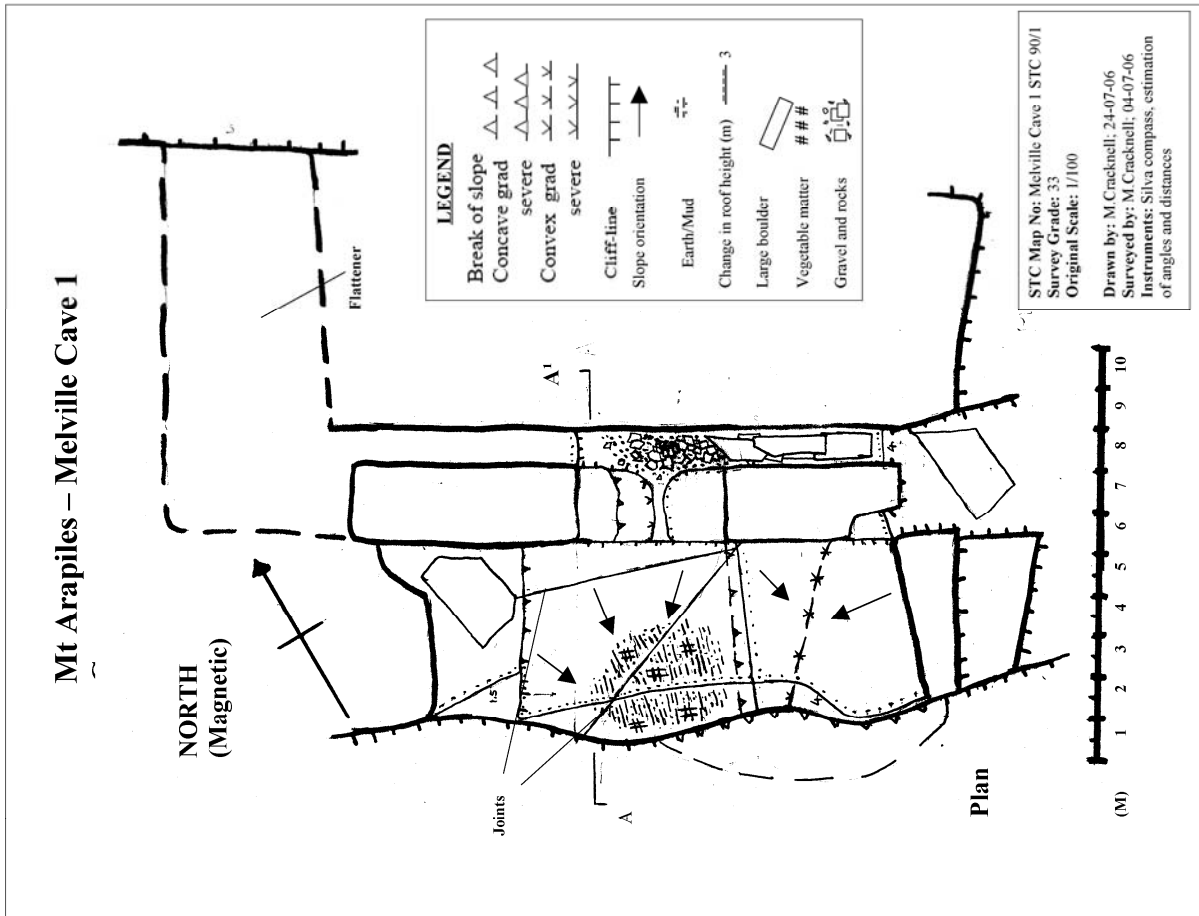 Mt Arapiles – Melville Cave 1
~
NORTH
(Magnetic)
Flattener
LEGEND
Break of slope
Concave grad
severe
Convex grad
severe
Cliff-line
Slope orientation
Earth/Mud
Change in roof height (m) 3
Large boulder
Vegetable matter
Gravel and rocks
Joints
1.5
4
4
A
A¹
Plan
(M)
1 2 3 4 5 6 7 8 9 10
STC Map No: Melville Cave 1 STC 90/1
Survey Grade: 33
Original Scale: 1/100
Drawn by: M.Cracknell; 24-07-06
Surveyed by: M.Cracknell; 04-07-06
Instruments: Silva compass, estimation
of angles and distances